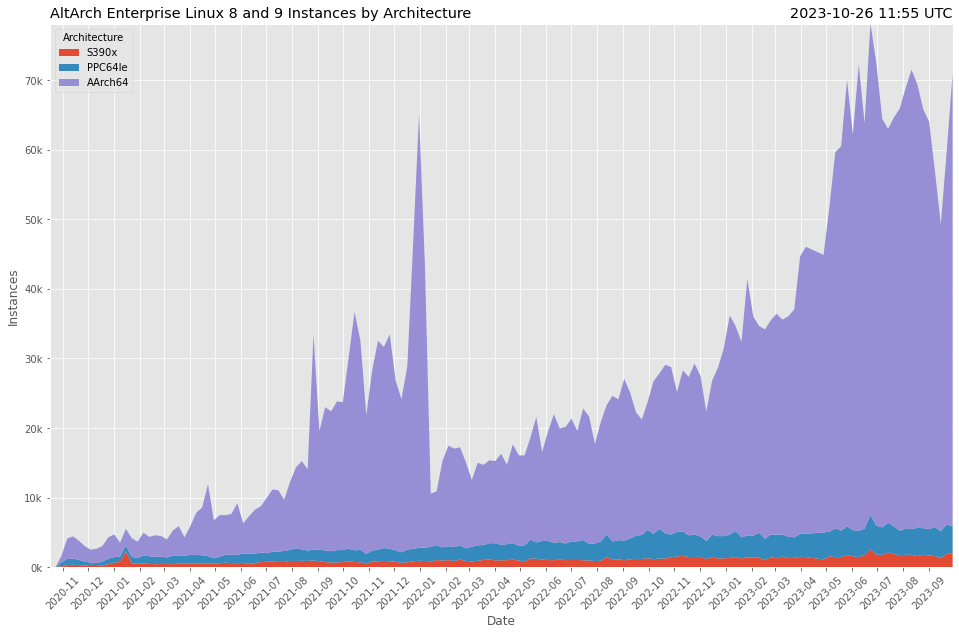 AltArch Enterprise Linux 8 and 9 Instances by Architecture
2023-10-26 11:55 UTC
Architecture
S390x
PPC64le
AArch64
70k
60k
50k
40k
30k
20k
10k
0k
Instances
2020-11
2020-12
2021-01
2021-02
2021-03
2021-04
2021-05
2021-06
2021-07
2021-08
2021-09
2021-10
2021-11
2021-12
2022-01
2022-02
2022-03
2022-04
2022-05
2022-06
2022-07
2022-08
2022-09
2022-10
2022-11
2022-12
2023-01
2023-02
2023-03
2023-04
2023-05
2023-06
2023-07
2023-08
2023-09
Date